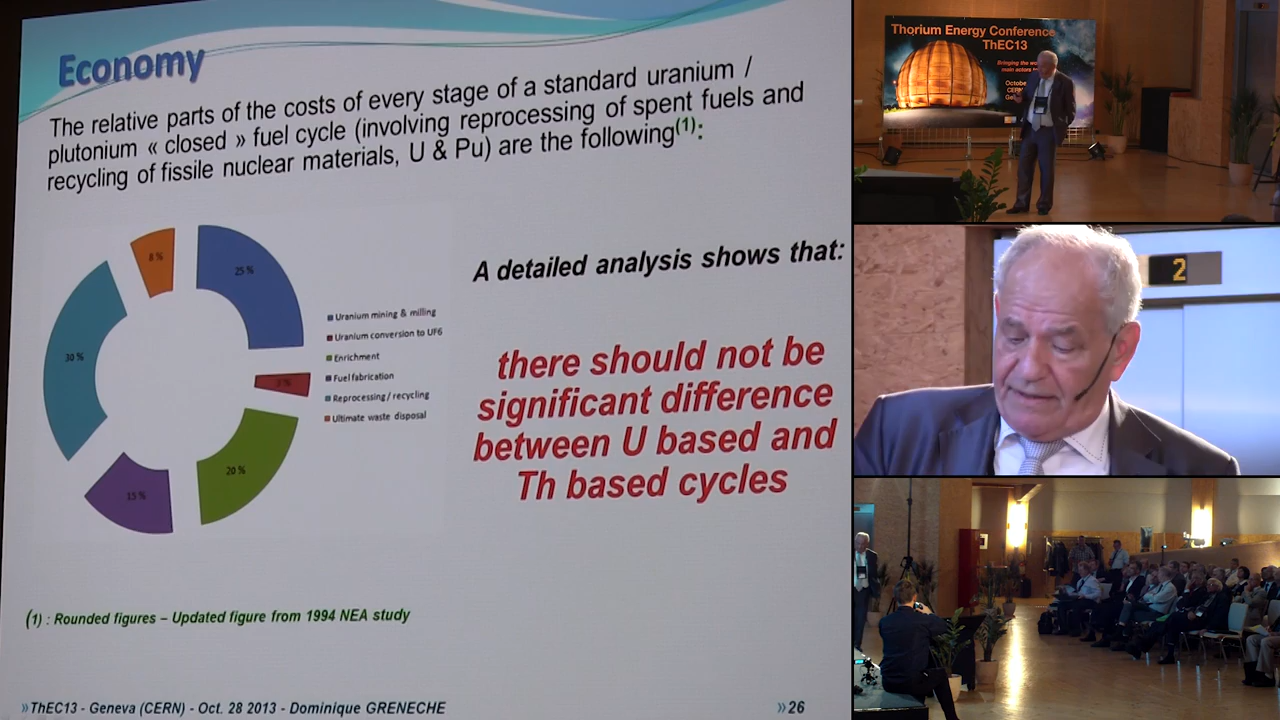 Economy
The relative parts of the costs of every stage of a standard uranium /
plutonium « closed » fuel cycle (involving reprocessing of spent fuels and
recycling of fissile nuclear materials, U & Pu) are the following(1):
8 %
25 %
30 %
20 %
15 %
Uranium mining & milling
Uranium conversion to UF6
Enrichment
Fuel fabrication
Reprocessing / recycling
Ultimate waste disposal
A detailed analysis shows that:
there should not be
significant difference
between U based and
Th based cycles
(1) : Rounded figures – Updated figure from 1994 NEA study
»ThEC13 - Geneva (CERN) - Oct. 28 2013 - Dominique GRENECHE
»26
Thorium Energy Conference
ThEC13
Bringing the
main actors
2